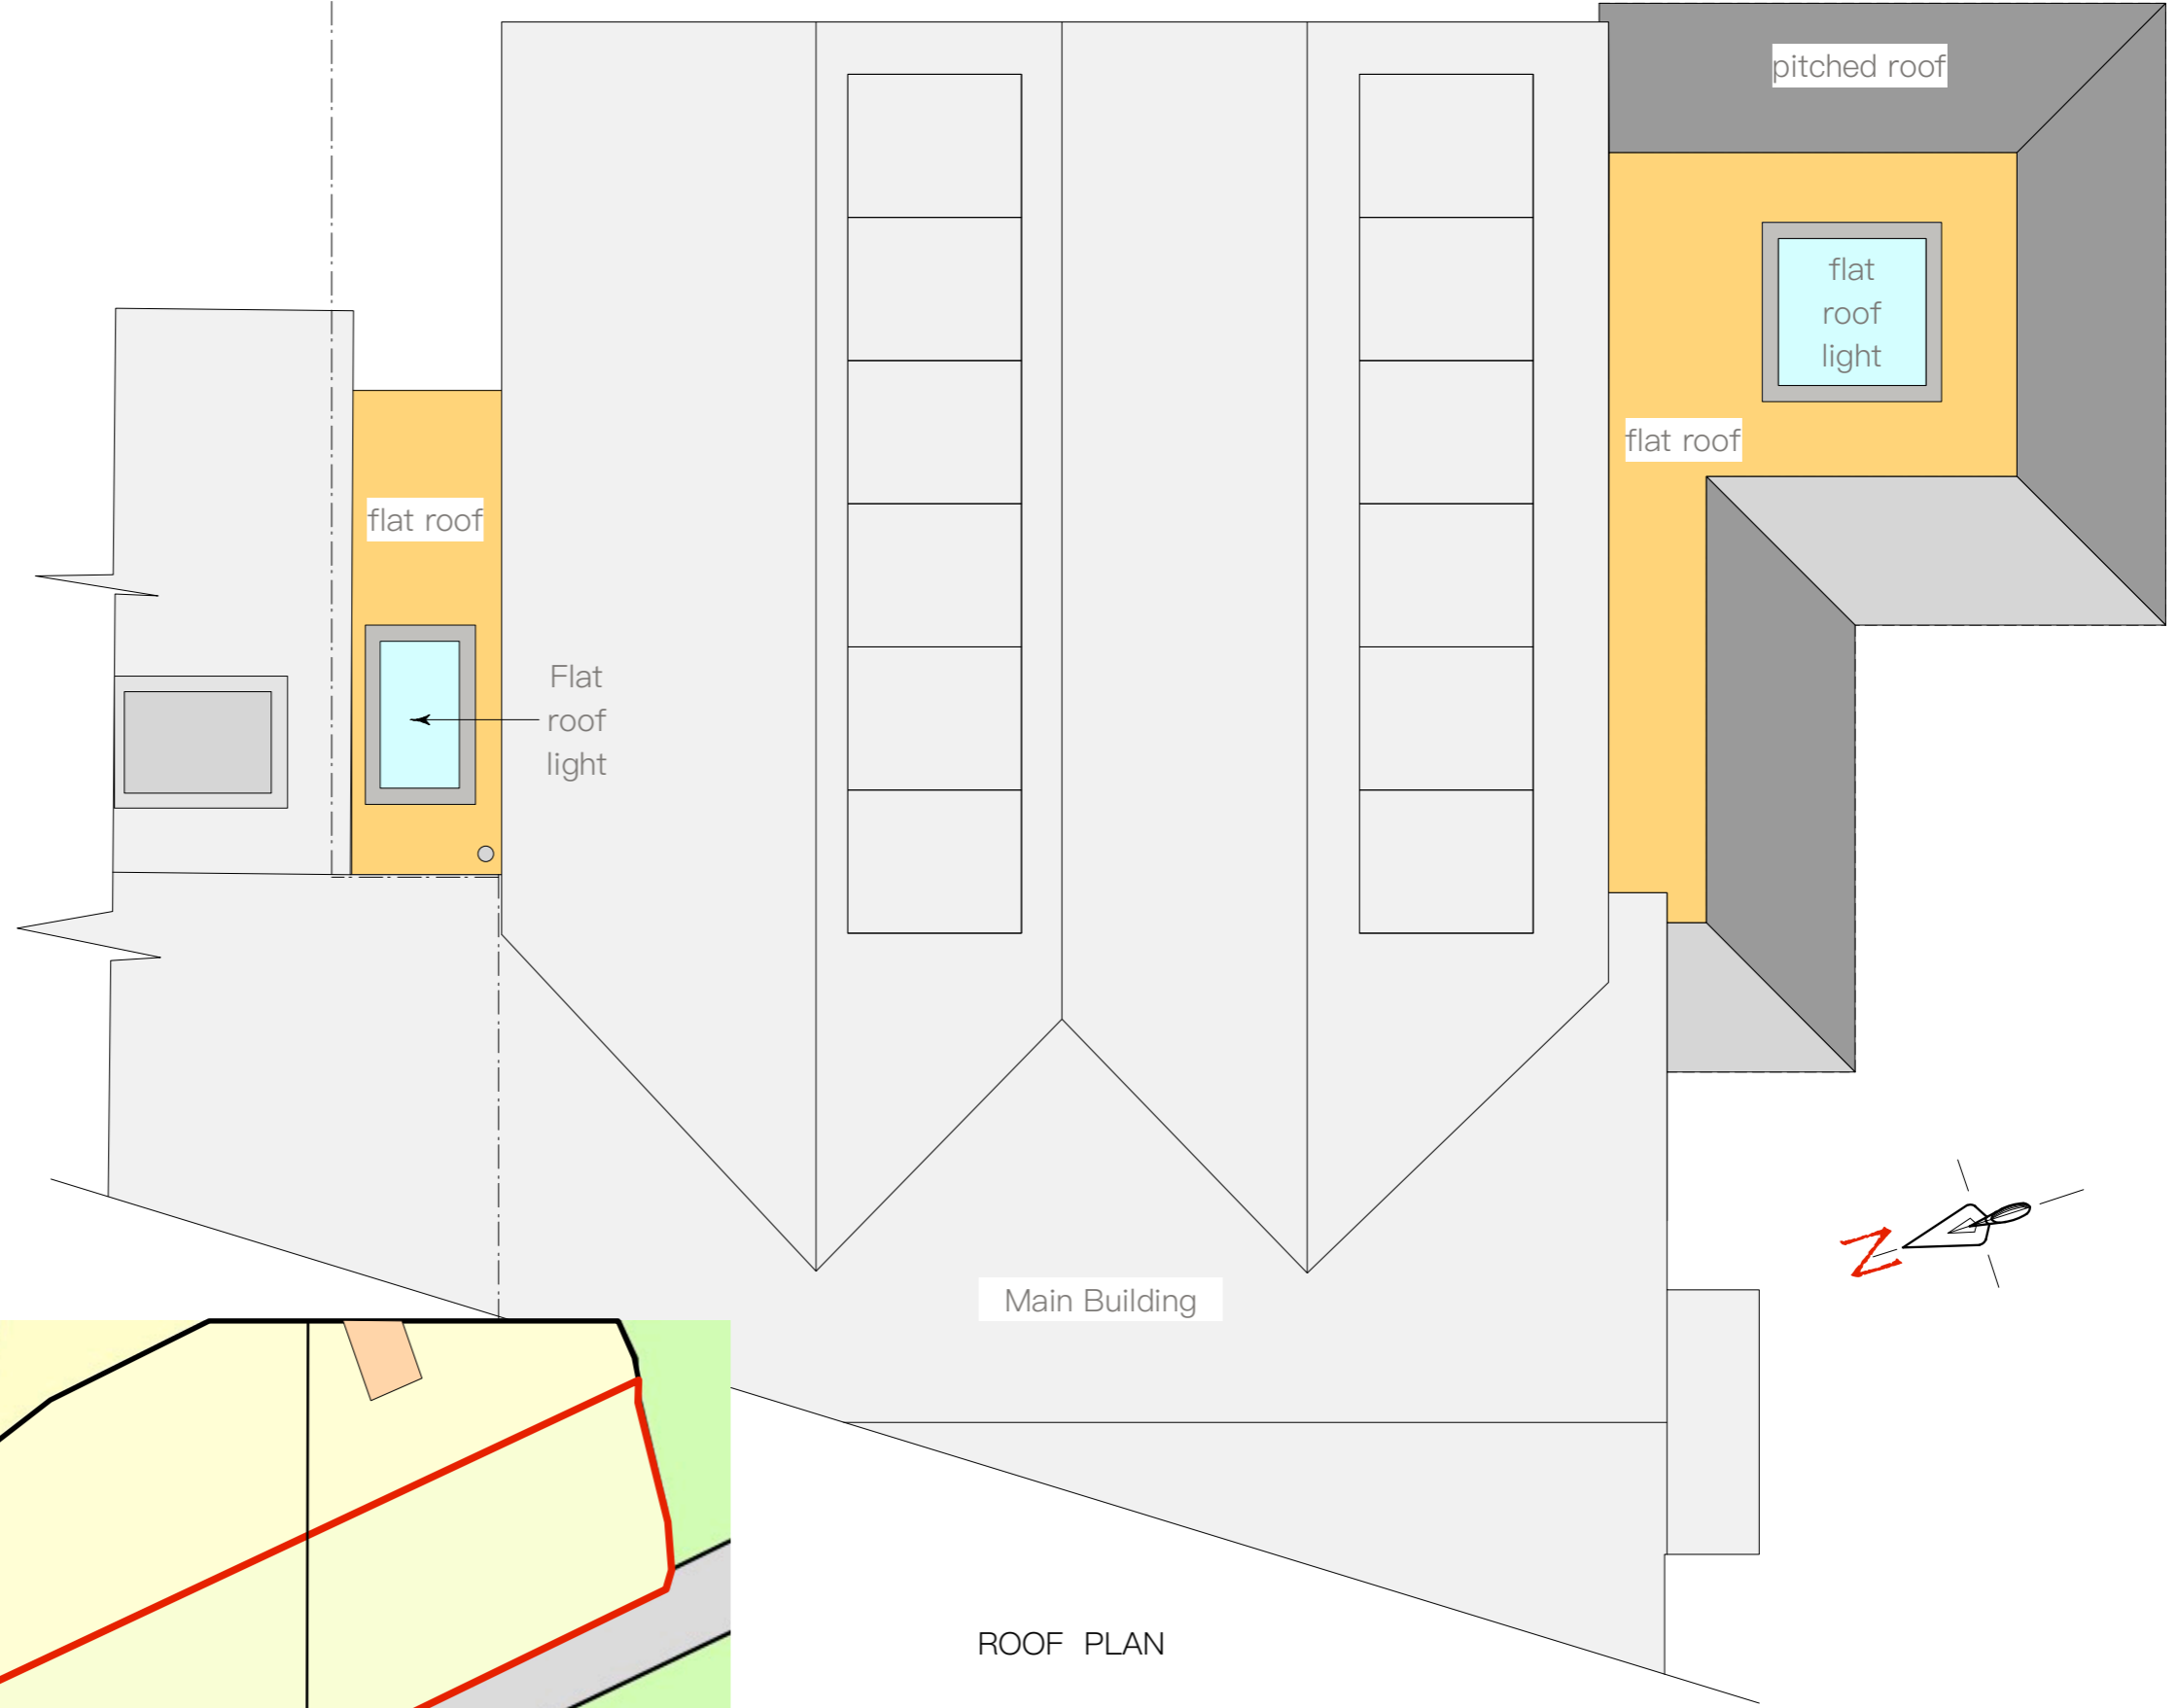 pitched roof
flat
roof
light
flat roof
flat roof
Flat
roof
light
Main Building
N
ROOF PLAN